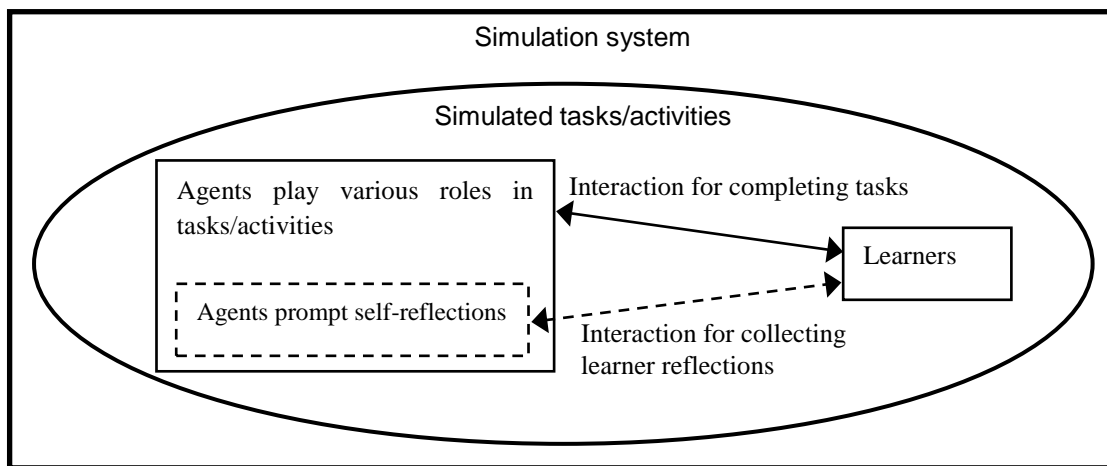 Simulation system
Simulated tasks/activities
Agents play various roles in
tasks/activities
Interaction for completing tasks
Learners
Agents prompt self-reflections
Interaction for collecting
learner reflections